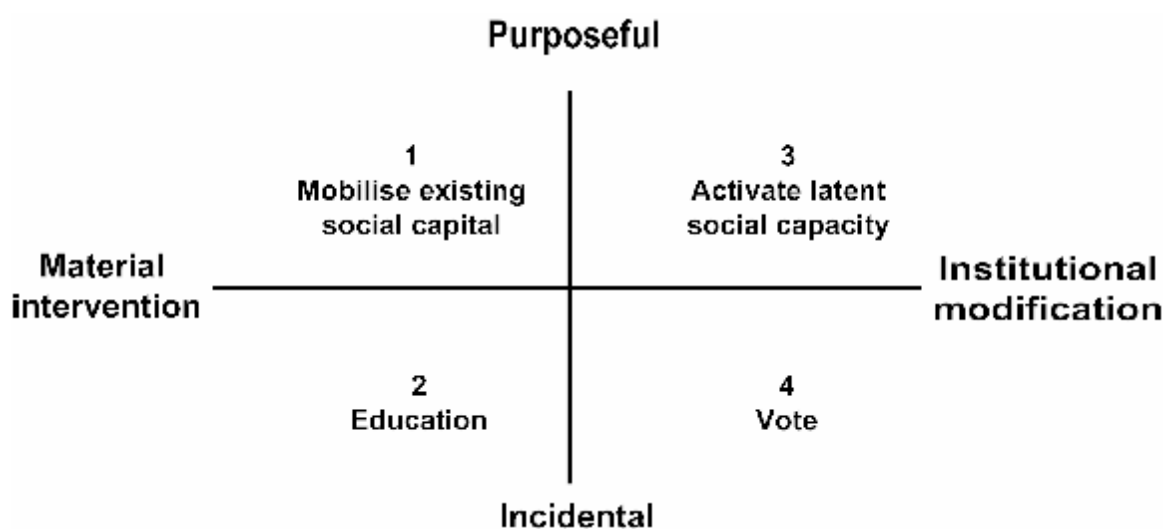 Purposeful
1
Mobilise existing
social capital
3
Activate latent
social capacity
Material
intervention
Institutional
modification
2
Education
4
Vote
Incidental